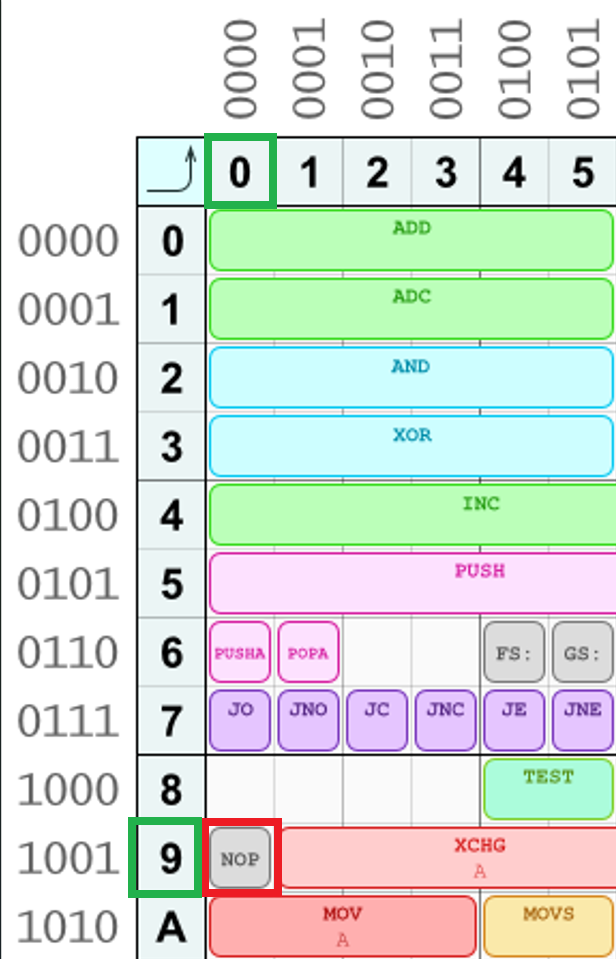 0000 0001 0010 0011 0100 0101
0 1 2 3 4 5
0000 0 ADD
0001 1 ADC
0010 2 AND
0011 3 XOR
0100 4 INC
0101 5 PUSH
0110 6 PUSHA POPA FS: GS:
0111 7 JO JNO JC JNC JE JNE
1000 8 TEST
1001 9 NOP XCHG
A
1010 A MOV MOVS
A